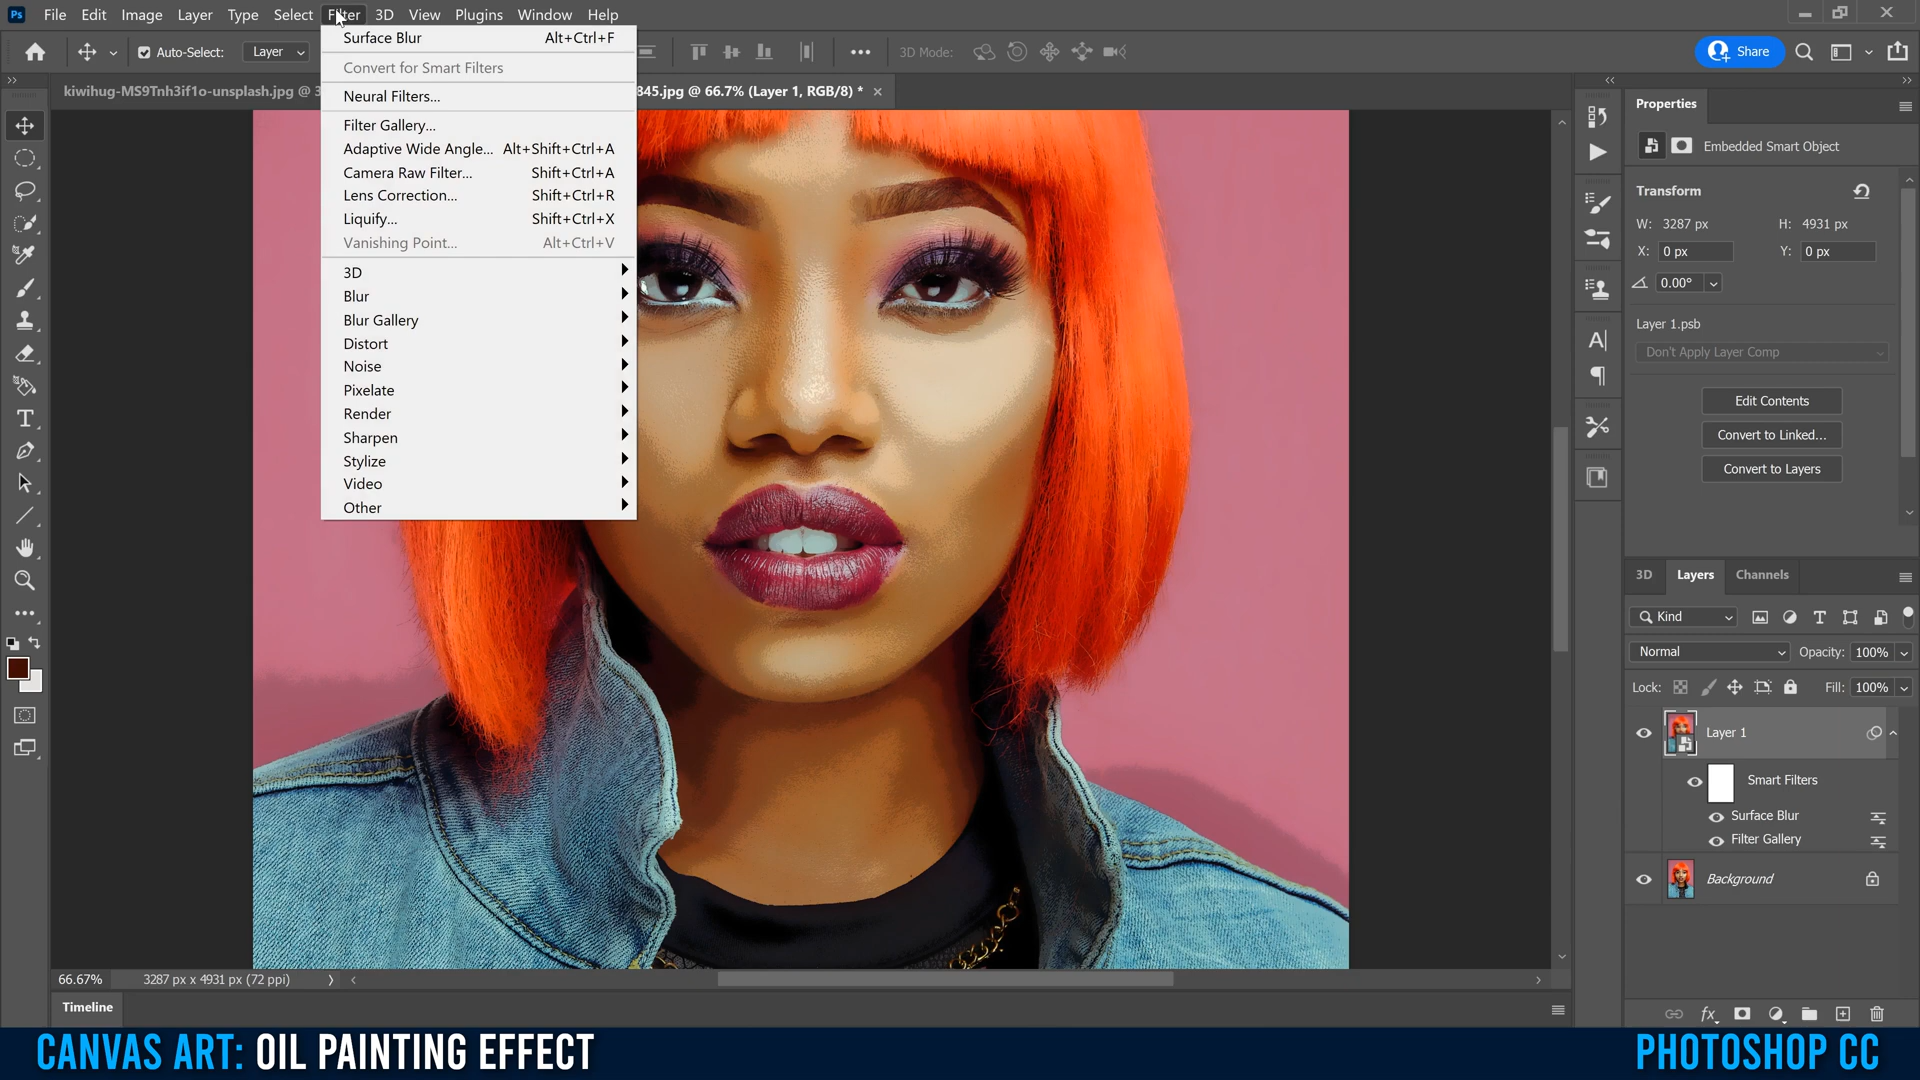 Ps File Edit Image Layer Type Select Filter 3D View Plugins Window Help
Auto-Select: Layer 3D Mode: Share
kiwihug-MS9Tnh3if1o-unsplash.jpg @ 3 845.jpg @ 66.7% (Layer 1, RGB/8) *
Surface Blur Alt+Ctrl+F
Convert for Smart Filters
Neural Filters...
Filter Gallery...
Adaptive Wide Angle... Alt+Shift+Ctrl+A
Camera Raw Filter... Shift+Ctrl+A
Lens Correction... Shift+Ctrl+R
Liquify... Shift+Ctrl+X
Vanishing Point... Alt+Ctrl+V
3D
Blur
Blur Gallery
Distort
Noise
Pixelate
Render
Sharpen
Stylize
Video
Other
Properties
Embedded Smart Object
Transform
W: 3287 px H: 4931 px
X: 0 px Y: 0 px
0.00°
Layer 1.psb
Don't Apply Layer Comp
Edit Contents
Convert to Linked...
Convert to Layers
3D Layers Channels
Kind
Normal Opacity: 100%
Lock: Fill: 100%
Layer 1
Smart Filters
Surface Blur
Filter Gallery
Background
66.67% 3287 px x 4931 px (72 ppi)
Timeline
CANVAS ART: OIL PAINTING EFFECT
PHOTOSHOP CC